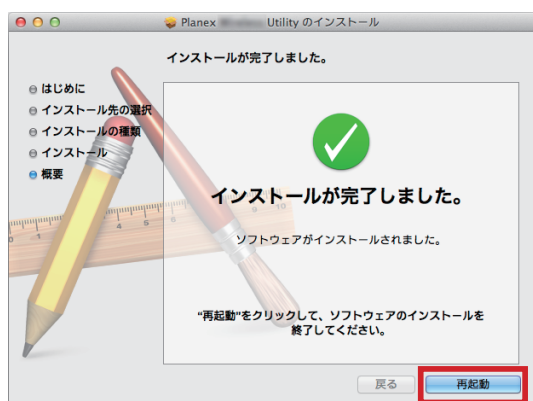 Planex Utility のインストール
インストールが完了しました。
はじめに
インストール先の選択
インストールの種類
インストール
概要
インストールが完了しました。
ソフトウェアがインストールされました。
“再起動”をクリックして、ソフトウェアのインストールを
終了してください。
戻る
再起動